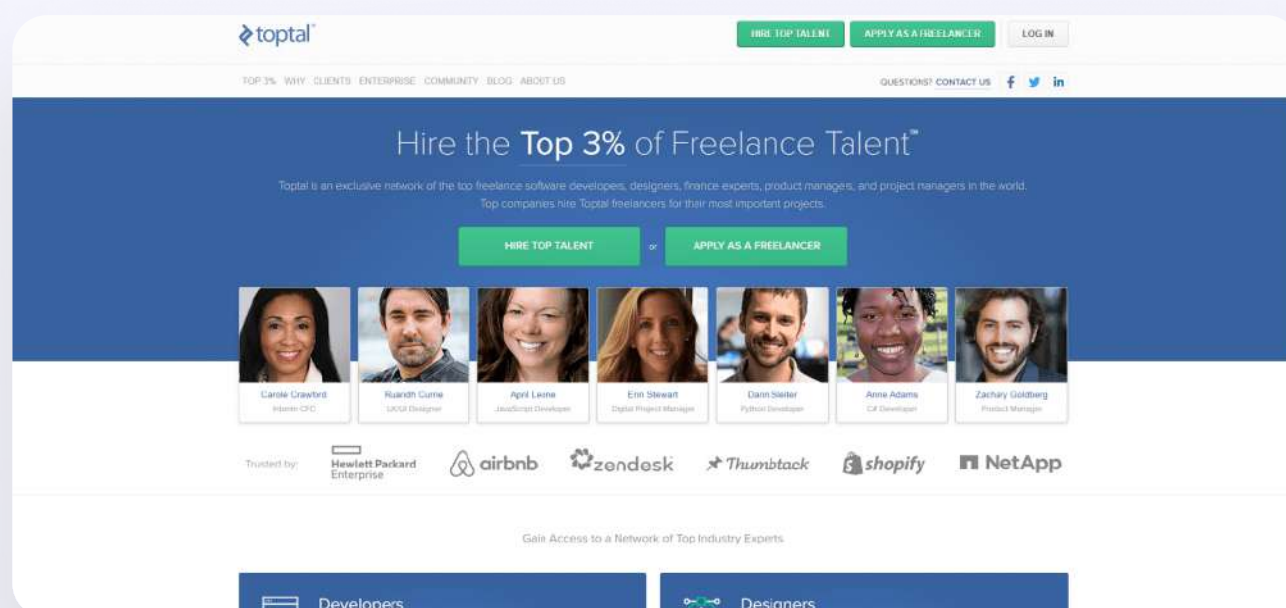 toptal
HIRE TOP TALENT APPLY AS A FREELANCER LOG IN
TOP 3% WHY CLIENTS ENTERPRISE COMMUNITY BLOG ABOUT US QUESTIONS? CONTACT US
Hire the Top 3% of Freelance Talent™
Toptal is an exclusive network of the top freelance software developers, designers, finance experts, product managers, and project managers in the world.
Top companies hire Toptal freelancers for their most important projects.
HIRE TOP TALENT or APPLY AS A FREELANCER
Carole Crawford Ruandh Currie April Leone Erin Stewart Darin Sleiter Anne Adams Zachary Goldberg
Interim CFO UX/UI Designer JavaScript Developer Digital Project Manager Python Developer C# Developer Product Manager
Trusted by: Hewlett Packard Enterprise airbnb zendesk Thumbtack shopify NetApp
Gain Access to a Network of Top Industry Experts
Developers Designers